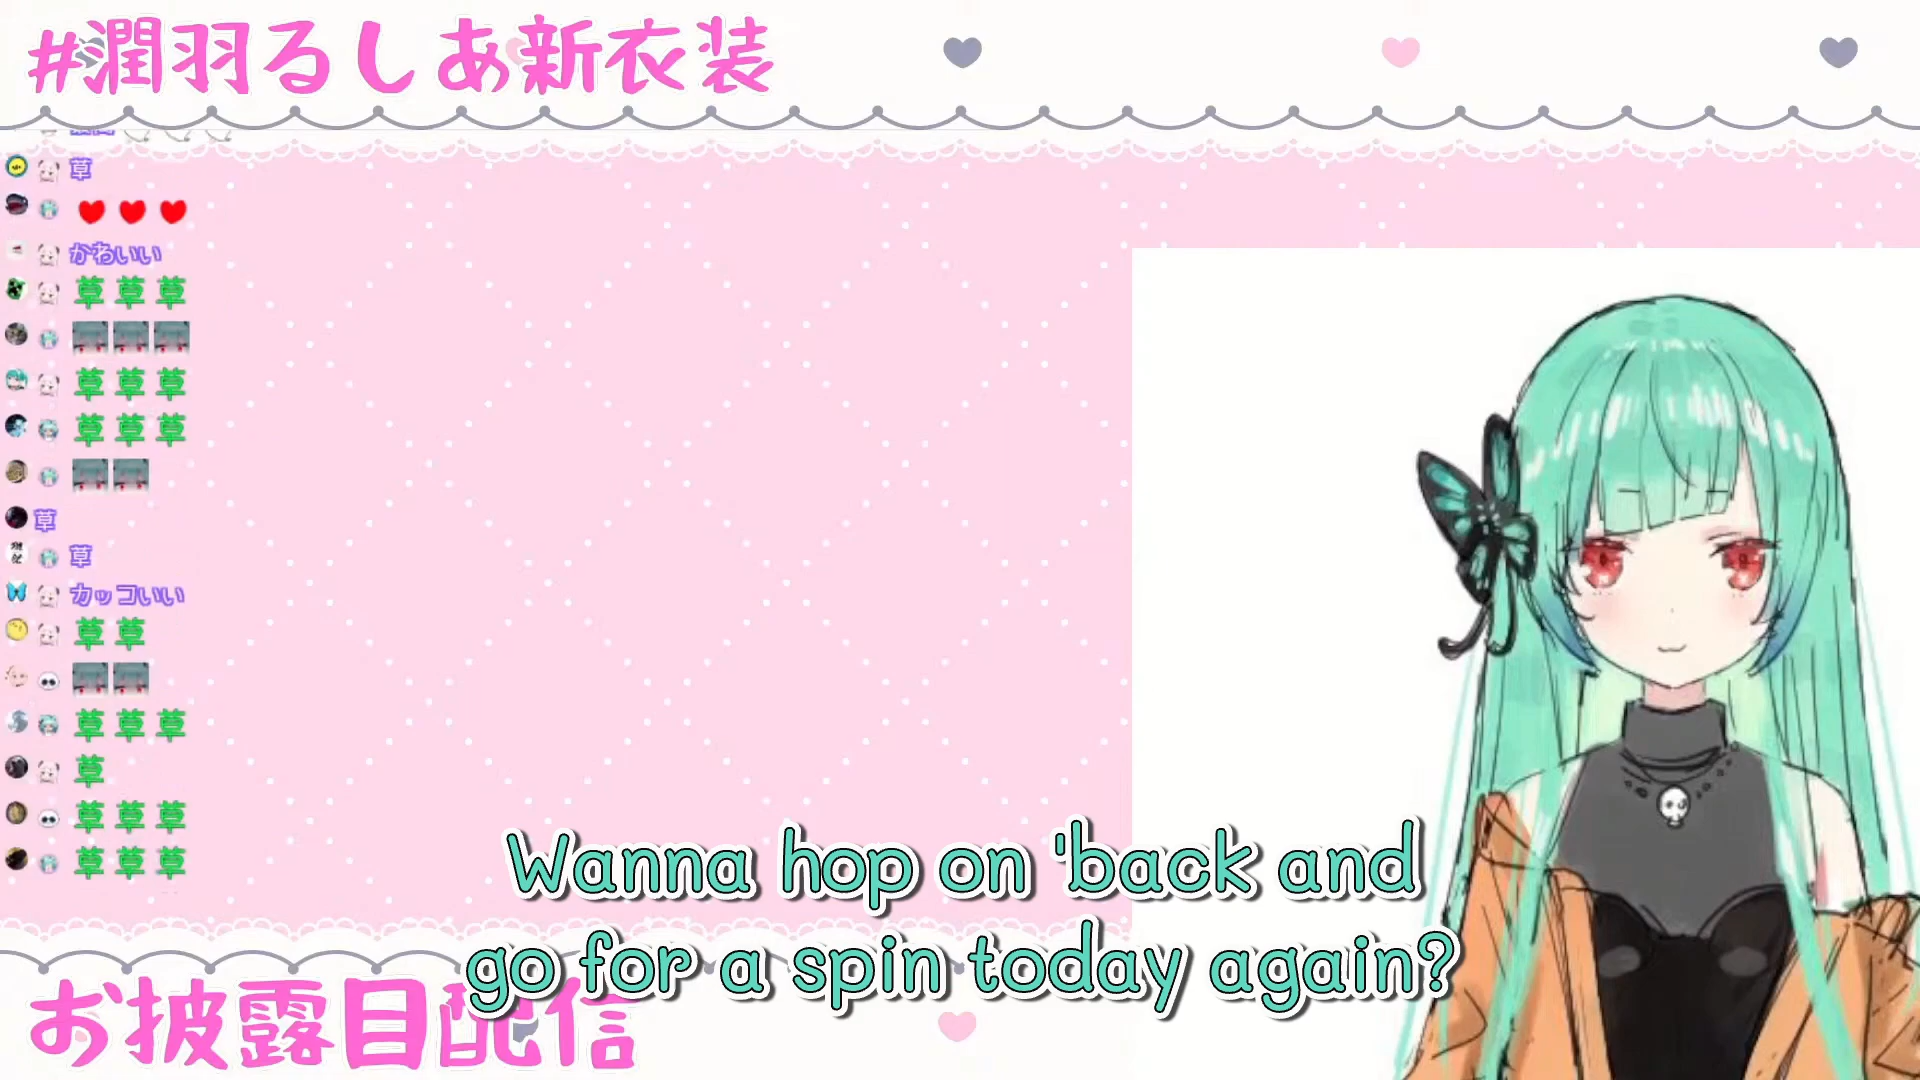 #潤羽るしあ新衣装
草
かわいい
草草草
草草草
草草草
草
草
カッコいい
草草
草草草
草
草草草
草草草
Wanna hop on 'back and
go for a spin today again?
お披露目配信